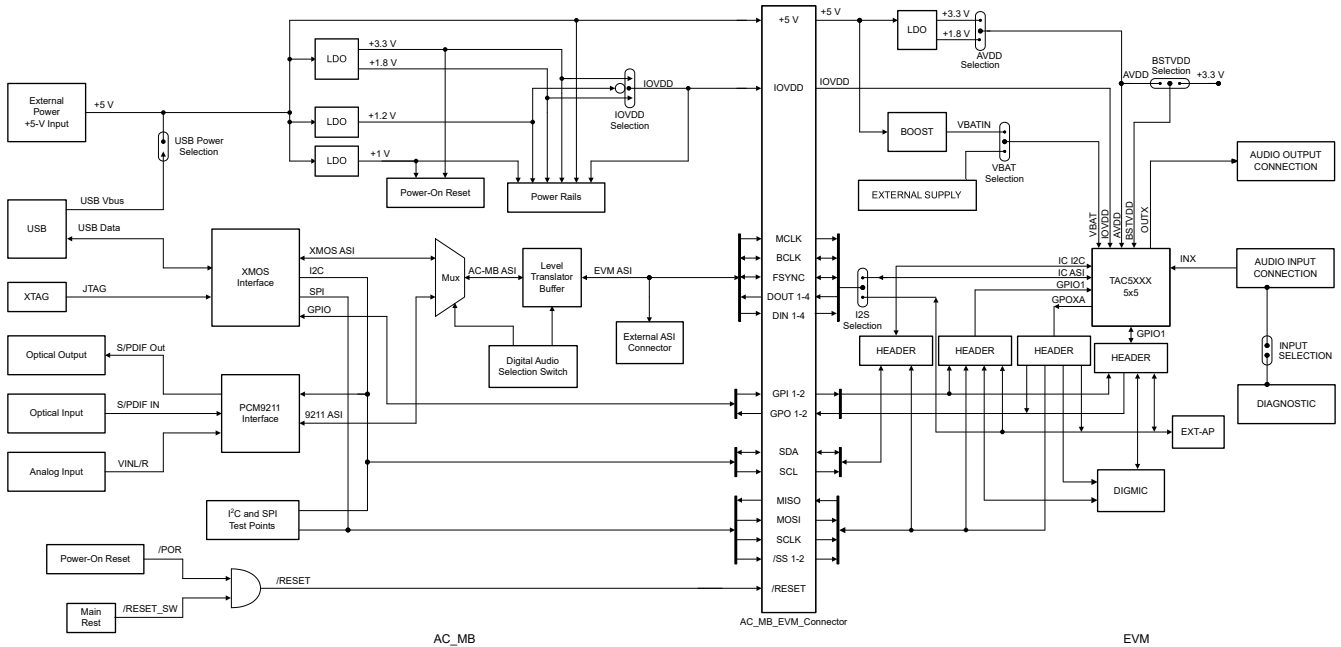 External
Power
+5-V Input
+5 V
USB Power
Selection
LDO
+3.3 V
+1.8 V
LDO
+1.2 V
LDO
+1 V
Power-On Reset
Power Rails
IOVDD
IOVDD
Selection
USB
USB Vbus
USB Data
XTAG
JTAG
XMOS
Interface
XMOS ASI
I2C
SPI
GPIO
Mux
AC-MB ASI
Level
Translator
Buffer
EVM ASI
External ASI
Connector
Digital Audio
Selection Switch
Optical Output
S/PDIF Out
Optical Input
S/PDIF IN
Analog Input
VINL/R
PCM9211
Interface
9211 ASI
I²C and SPI
Test Points
Power-On Reset
/POR
Main
Rest
/RESET_SW
/RESET
AC_MB
+5 V
IOVDD
MCLK
BCLK
FSYNC
DOUT 1-4
DIN 1-4
GPI 1-2
GPO 1-2
SDA
SCL
MISO
MOSI
SCLK
/SS 1-2
/RESET
AC_MB_EVM_Connector
+5 V
IOVDD
LDO
+3.3 V
+1.8 V
AVDD
Selection
BSTVDD
Selection
AVDD
+3.3 V
BOOST
VBATIN
VBAT
Selection
EXTERNAL SUPPLY
VBAT
IOVDD
AVDD
BSTVDD
OUTX
AUDIO OUTPUT
CONNECTION
AUDIO INPUT
CONNECTION
INX
TAC5XXX
5x5
IC I2C
IC ASI
GPIO1
GPOXA
GPIO1
I2S
Selection
HEADER
HEADER
HEADER
HEADER
INPUT
SELECTION
DIAGNOSTIC
EXT-AP
DIGMIC
EVM